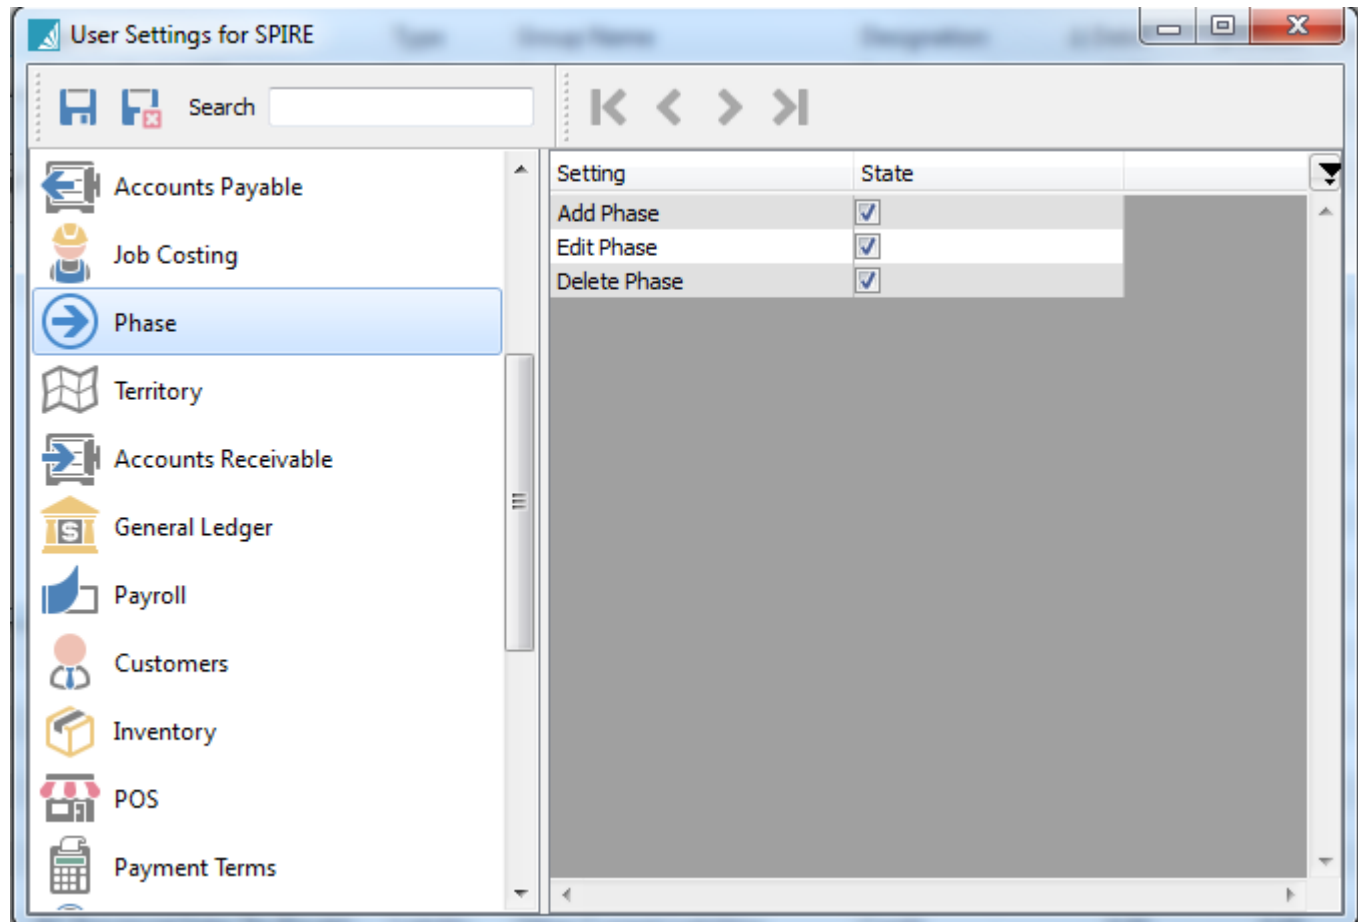 User Settings for SPIRE
Search
Accounts Payable
Job Costing
Phase
Territory
Accounts Receivable
General Ledger
Payroll
Customers
Inventory
POS
Payment Terms
Setting State
Add Phase
Edit Phase
Delete Phase